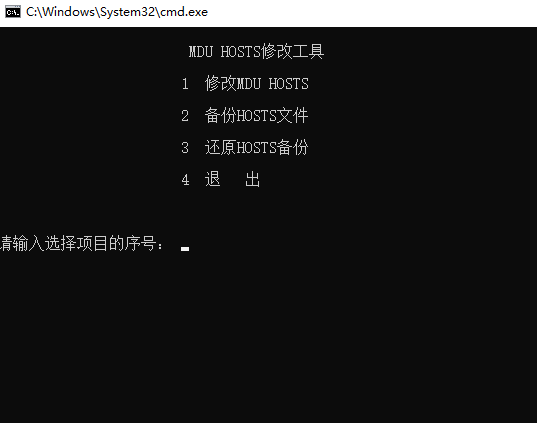 C:\Windows\System32\cmd.exe
MDU HOSTS修改工具
1 修改MDU HOSTS
2 备份HOSTS文件
3 还原HOSTS备份
4 退 出
请输入选择项目的序号：